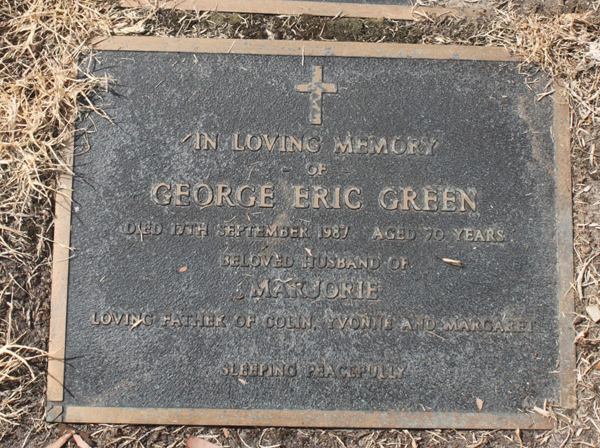 IN LOVING MEMORY
OF
GEORGE ERIC GREEN
DIED 17TH SEPTEMBER 1987 AGED 70 YEARS
BELOVED HUSBAND OF
MARJORIE
LOVING FATHER OF COLIN, YVONNE AND MARGARET
SLEEPING PEACEFULLY